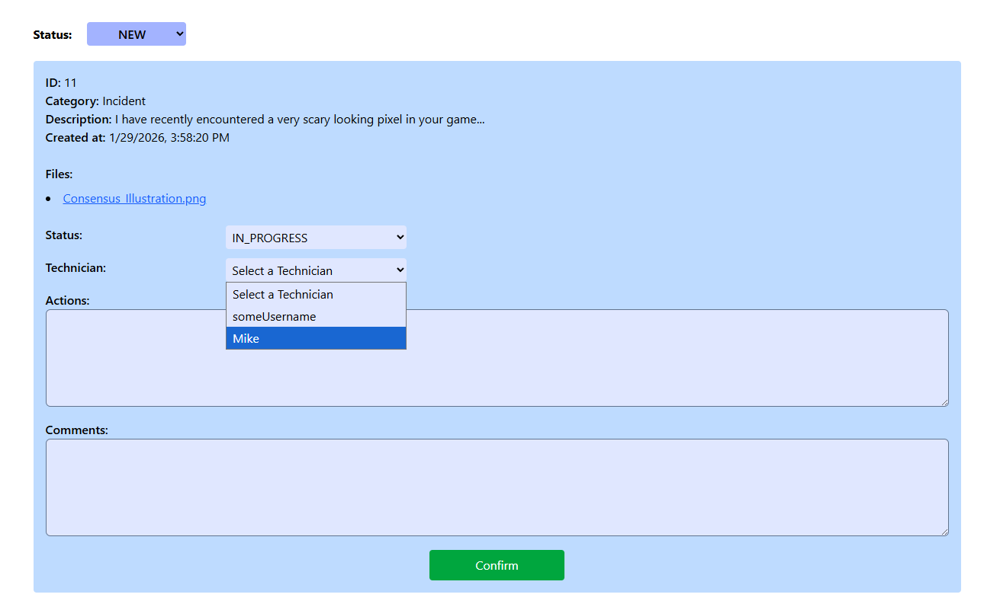 Status: NEW
ID: 11
Category: Incident
Description: I have recently encountered a very scary looking pixel in your game...
Created at: 1/29/2026, 3:58:20 PM
Files:
• Consensus_Illustration.png
Status: IN_PROGRESS
Technician: Select a Technician
Select a Technician
someUsername
Mike
Actions:
Comments:
Confirm